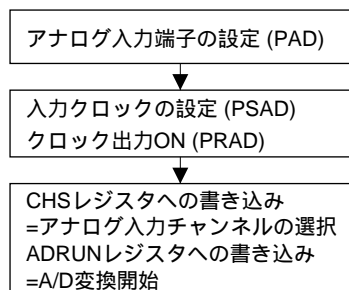 アナログ入力端子の設定 (PAD)
入力クロックの設定 (PSAD)
クロック出力ON (PRAD)
CHSレジスタへの書き込み
=アナログ入力チャンネルの選択
ADRUNレジスタへの書き込み
=A/D変換開始